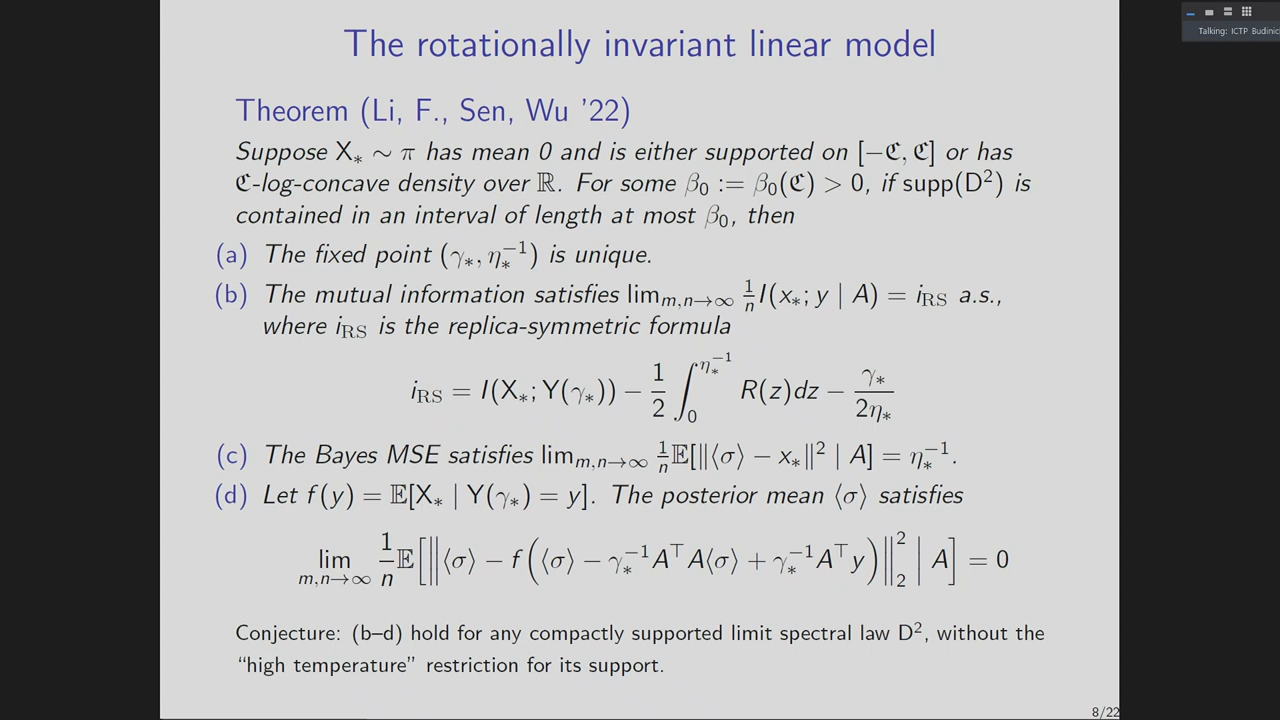 Talking: ICTP Budinic
The rotationally invariant linear model
Theorem (Li, F., Sen, Wu '22)
Suppose X∗ ∼ π has mean 0 and is either supported on [−ℭ, ℭ] or has
ℭ-log-concave density over ℝ. For some β₀ := β₀(ℭ) > 0, if supp(D²) is
contained in an interval of length at most β₀, then
(a) The fixed point (γ∗, η∗⁻¹) is unique.
(b) The mutual information satisfies lim_{m,n→∞} 1/n I(x∗; y | A) = i_RS a.s.,
where i_RS is the replica-symmetric formula
i_RS = I(X∗; Y(γ∗)) − 1/2 ∫₀^{η∗⁻¹} R(z)dz − γ∗/2η∗
(c) The Bayes MSE satisfies lim_{m,n→∞} 1/n 𝔼[‖⟨σ⟩ − x∗‖² | A] = η∗⁻¹.
(d) Let f(y) = 𝔼[X∗ | Y(γ∗) = y]. The posterior mean ⟨σ⟩ satisfies
lim_{m,n→∞} 1/n 𝔼[‖⟨σ⟩ − f(⟨σ⟩ − γ∗⁻¹A⊤A⟨σ⟩ + γ∗⁻¹A⊤y)‖₂² | A] = 0
Conjecture: (b–d) hold for any compactly supported limit spectral law D², without the
“high temperature” restriction for its support.
8/22